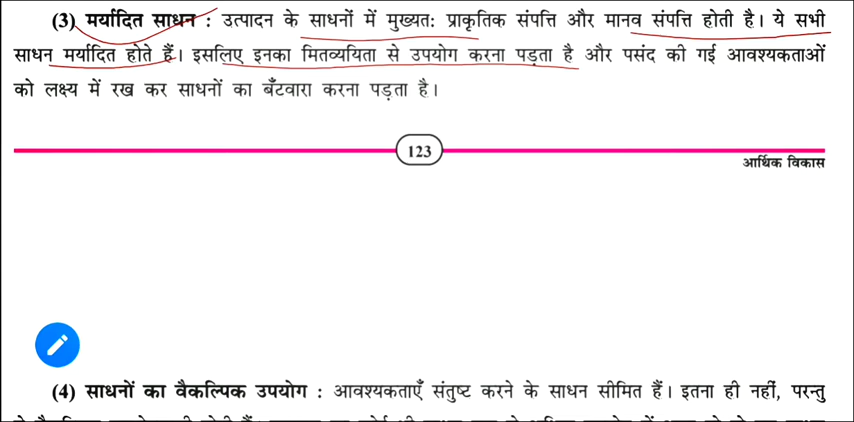 (3) मर्यादित साधन : उत्पादन के साधनों में मुख्यतः प्राकृतिक संपत्ति और मानव संपत्ति होती है। ये सभी
साधन मर्यादित होते हैं। इसलिए इनका मितव्ययिता से उपयोग करना पड़ता है और पसंद की गई आवश्यकताओं
को लक्ष्य में रख कर साधनों का बँटवारा करना पड़ता है।
123
आर्थिक विकास
(4) साधनों का वैकल्पिक उपयोग : आवश्यकताएँ संतुष्ट करने के साधन सीमित हैं। इतना ही नहीं, परन्तु